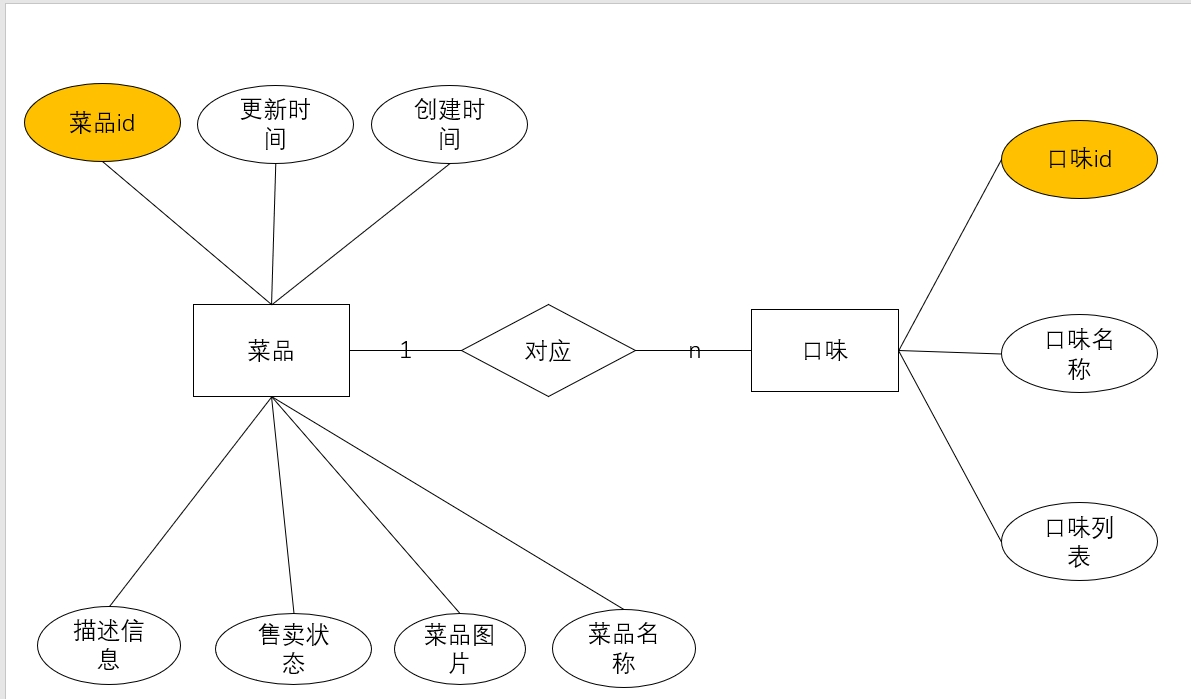 菜品id
更新时
间
创建时
间
口味id
菜品
1
对应
n
口味
口味名
称
口味列
表
描述信
息
售卖状
态
菜品图
片
菜品名
称